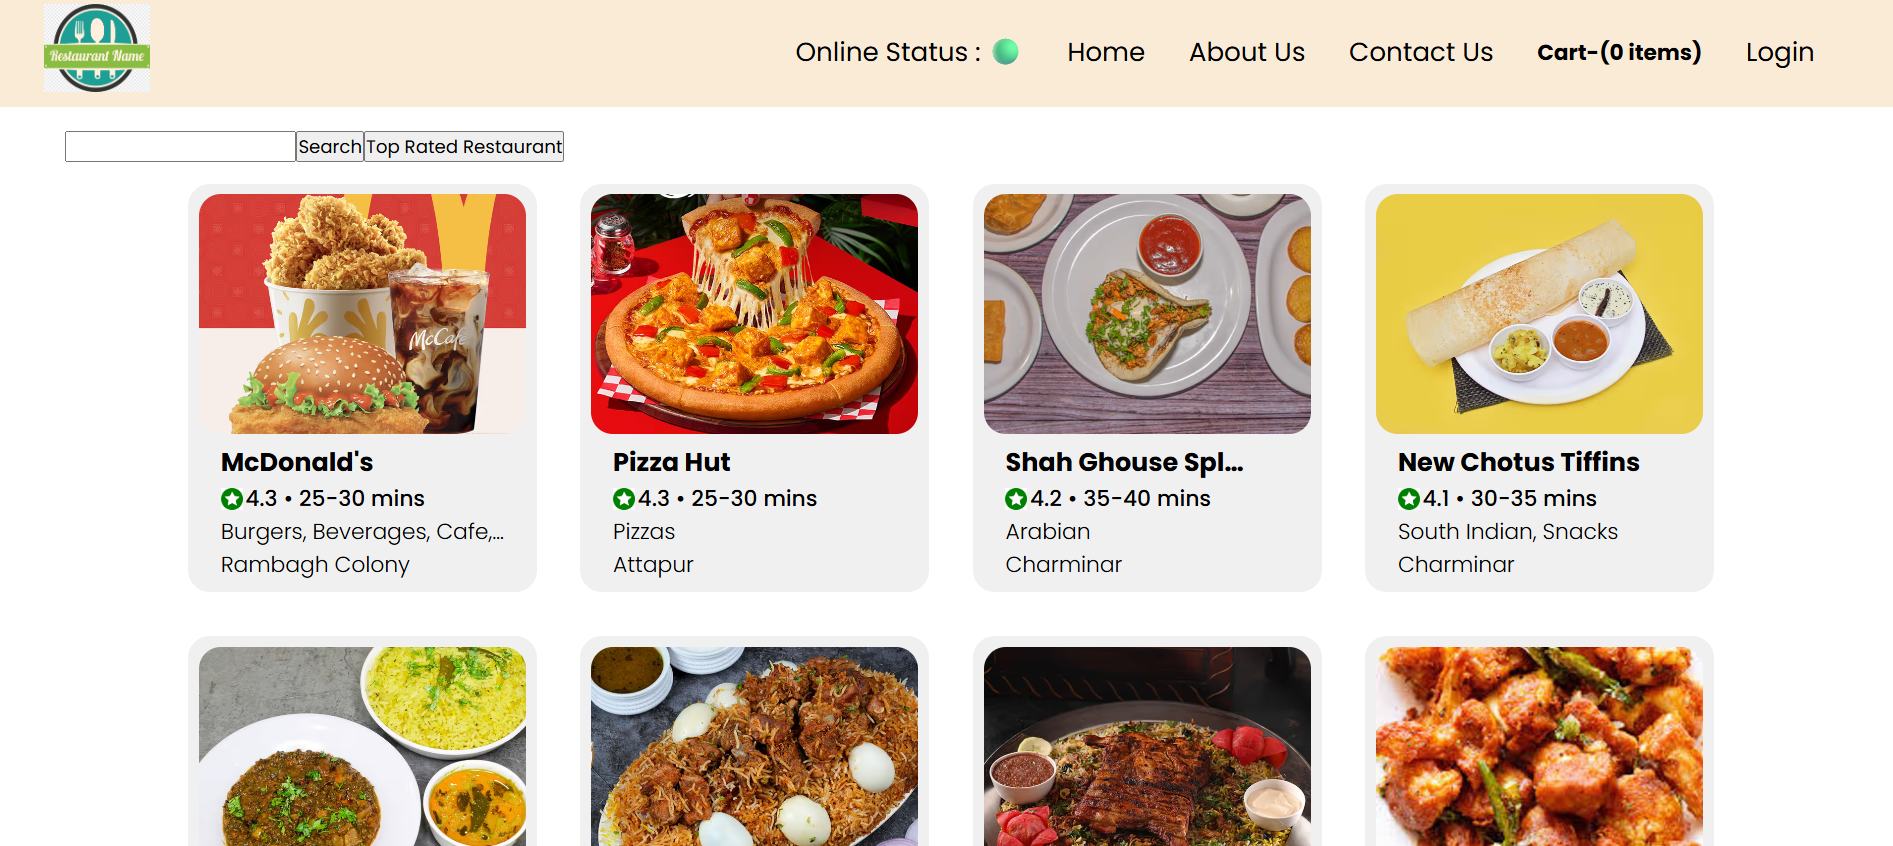 Restaurant Name
Online Status :
Home
About Us
Contact Us
Cart-(0 items)
Login
Search
Top Rated Restaurant
McCafé
McDonald's
4.3 • 25-30 mins
Burgers, Beverages, Cafe,...
Rambagh Colony
Pizza Hut
4.3 • 25-30 mins
Pizzas
Attapur
Shah Ghouse Spl...
4.2 • 35-40 mins
Arabian
Charminar
New Chotus Tiffins
4.1 • 30-35 mins
South Indian, Snacks
Charminar